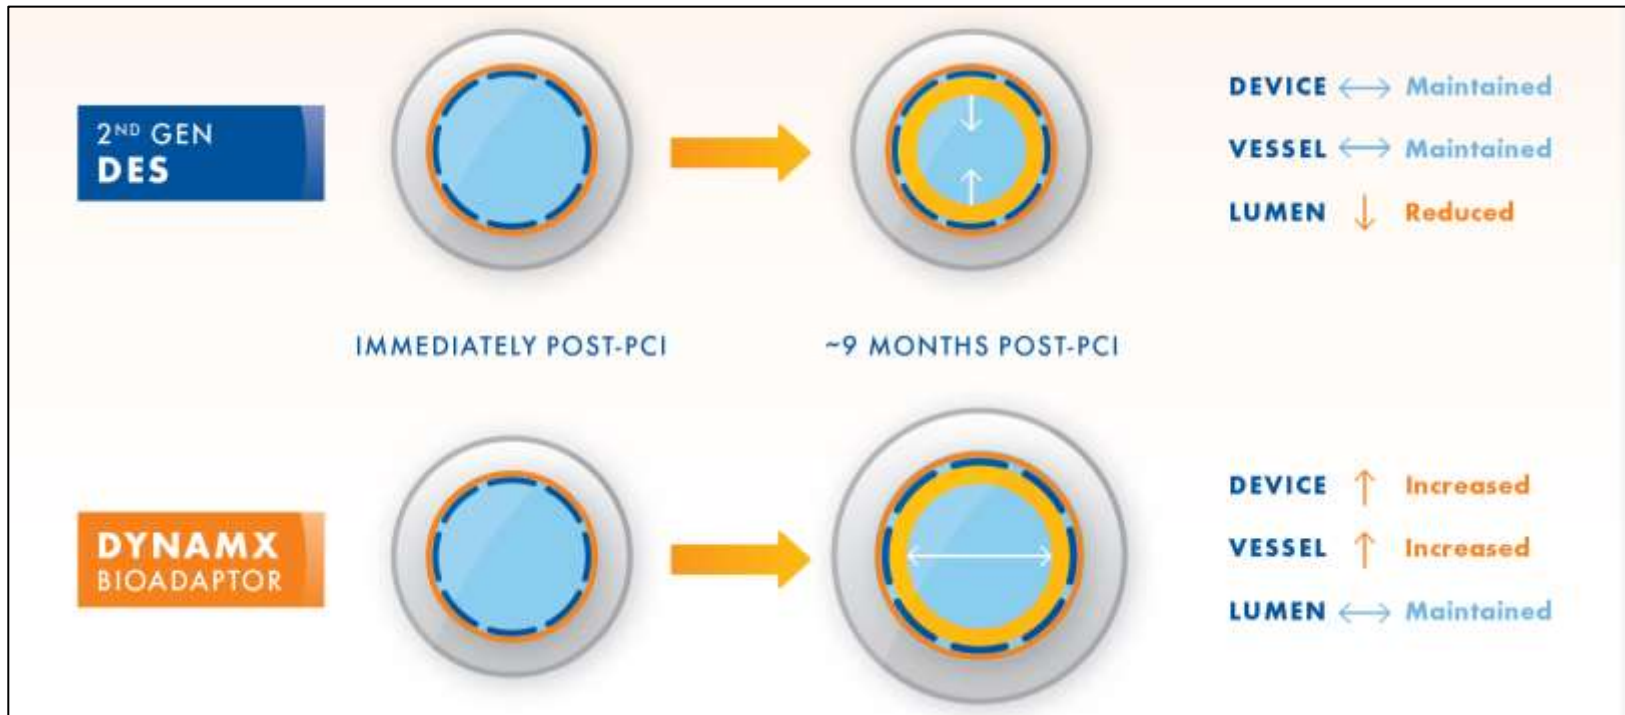 2ND GEN
DES
DEVICE ↔ Maintained
VESSEL ↔ Maintained
LUMEN ↓ Reduced
IMMEDIATELY POST-PCI
~9 MONTHS POST-PCI
DYNAMX
BIOADAPTOR
DEVICE ↑ Increased
VESSEL ↑ Increased
LUMEN ↔ Maintained